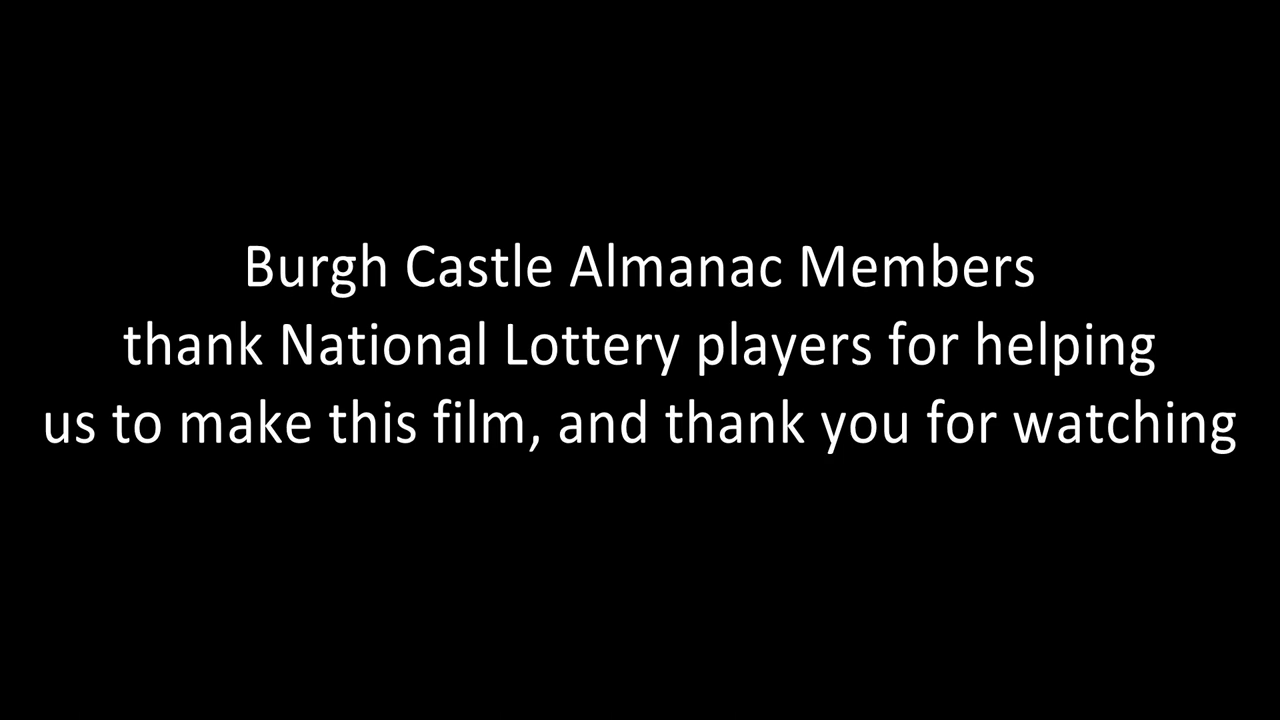 Burgh Castle Almanac Members
thank National Lottery players for helping
us to make this film, and thank you for watching